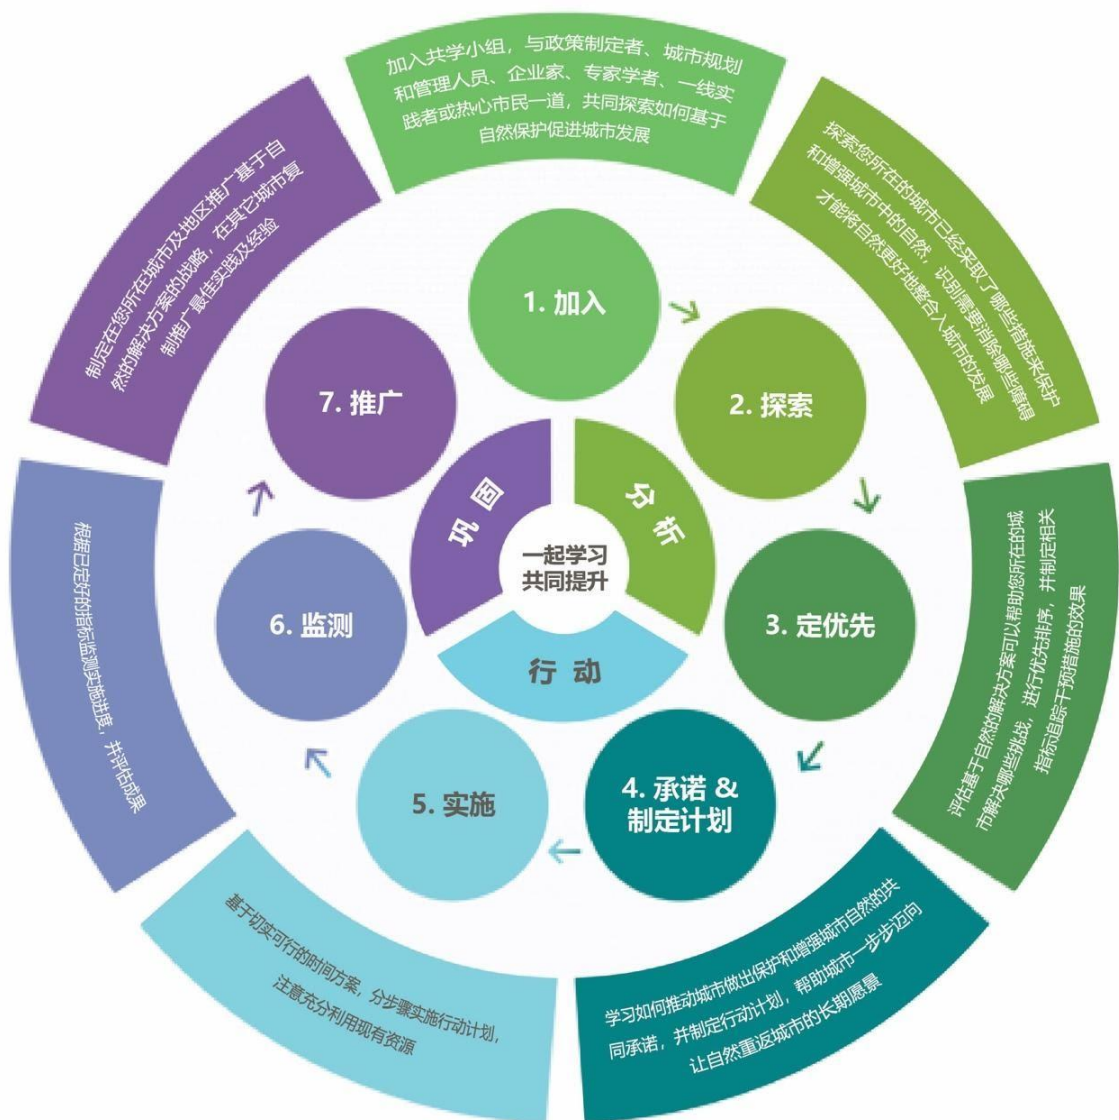 加入共学小组，与政策制定者、城市规划
和管理人员、企业家、专家学者、一线实
践者或热心市民一道，共同探索如何基于
自然保护促进城市发展
探索您所在的城市已经采取了哪些措施来保护
和增强城市中的自然，识别需要消除哪些障碍
才能将自然更好地整合入城市的发展
评估基于自然的解决方案可以帮助您所在的城
市解决哪些挑战，进行优先排序，并制定相关
指标追踪干预措施的效果
学习如何推动城市做出保护和增强城市自然的共
同承诺，并制定行动计划，帮助城市一步步迈向
让自然重返城市的长期愿景
基于切实可行的时间方案，分步骤实施行动计划，
注意充分利用现有资源
根据已定好的指标监测实施进度，并评估成果
制定在您所在城市及地区推广基于自
然的解决方案的战略，在其它城市复
制推广最佳实践及经验
1. 加入
2. 探索
3. 定优先
4. 承诺 &
制定计划
5. 实施
6. 监测
7. 推广
分析
行动
巩固
一起学习
共同提升